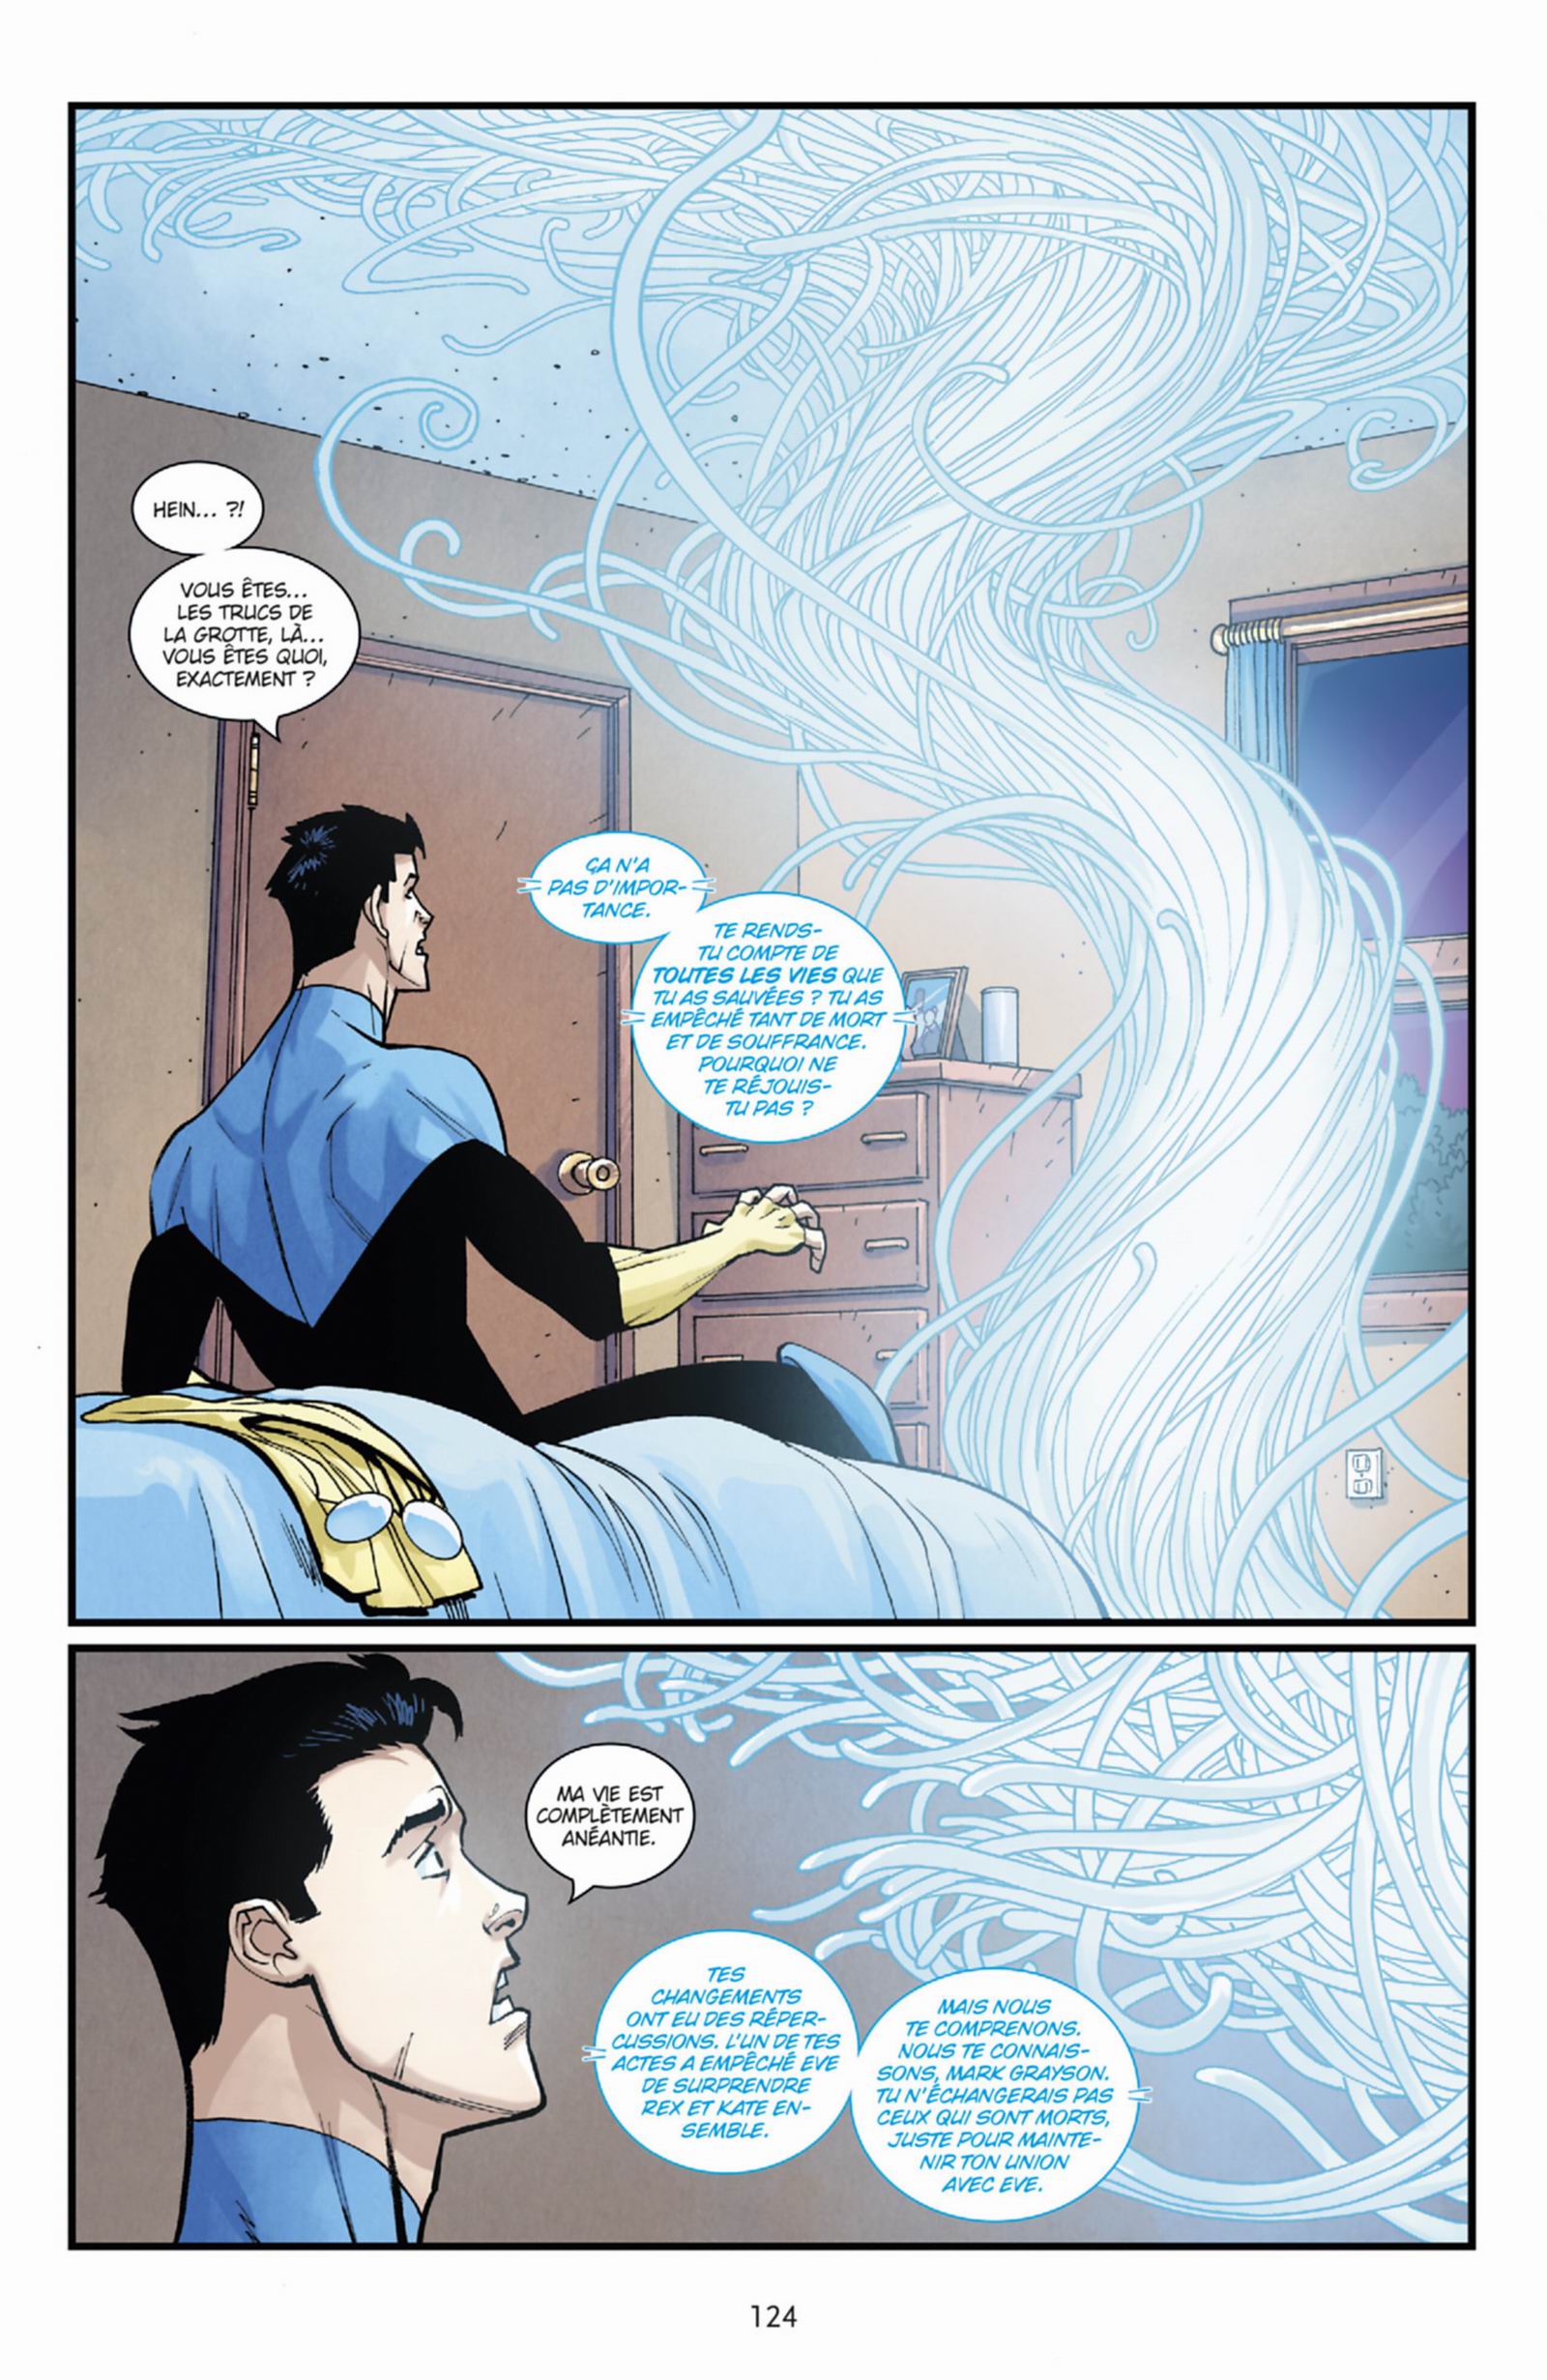 HEIN... ?!
VOUS ÊTES...
LES TRUCS DE
LA GROTTE, LÀ...
VOUS ÊTES QUOI,
EXACTEMENT ?
ÇA N'A
PAS D'IMPOR-
TANCE.
TE RENDS-
TU COMPTE DE
TOUTES LES VIES QUE
TU AS SAUVÉES ? TU AS
EMPÊCHÉ TANT DE MORT
ET DE SOUFFRANCE.
POURQUOI NE
TE RÉJOUIS-
TU PAS ?
MA VIE EST
COMPLÈTEMENT
ANÉANTIE.
TES
CHANGEMENTS
ONT EU DES RÉPER-
CUSSIONS. L'UN DE TES
ACTES A EMPÊCHÉ EVE
DE SURPRENDRE
REX ET KATE EN-
SEMBLE.
MAIS NOUS
TE COMPRENONS.
NOUS TE CONNAIS-
SONS, MARK GRAYSON.
TU N'ÉCHANGERAIS PAS
CEUX QUI SONT MORTS,
JUSTE POUR MAINTE-
NIR TON UNION
AVEC EVE.
124